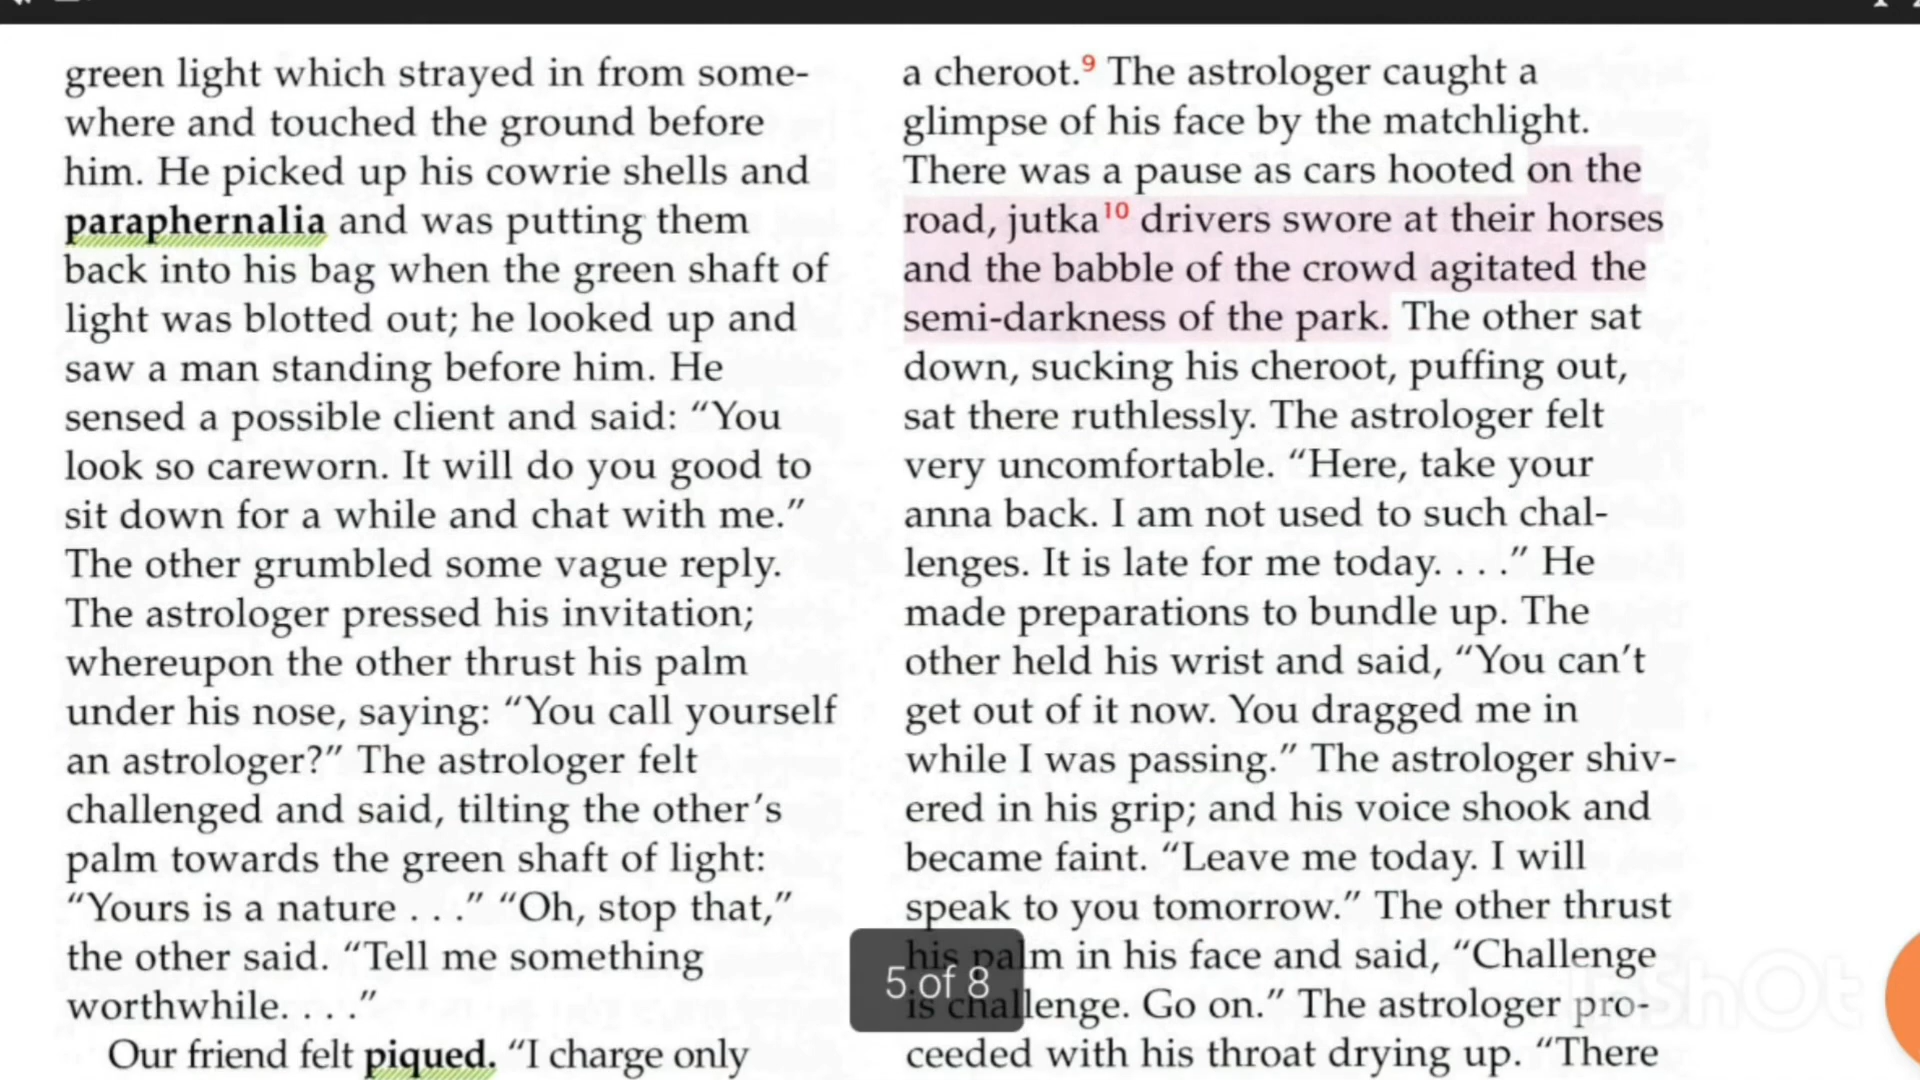 green light which strayed in from some-
where and touched the ground before
him. He picked up his cowrie shells and
paraphernalia and was putting them
back into his bag when the green shaft of
light was blotted out; he looked up and
saw a man standing before him. He
sensed a possible client and said: “You
look so careworn. It will do you good to
sit down for a while and chat with me.”
The other grumbled some vague reply.
The astrologer pressed his invitation;
whereupon the other thrust his palm
under his nose, saying: “You call yourself
an astrologer?” The astrologer felt
challenged and said, tilting the other’s
palm towards the green shaft of light:
“Yours is a nature . . .” “Oh, stop that,”
the other said. “Tell me something
worthwhile. . . .”
Our friend felt piqued. “I charge only
a cheroot.9 The astrologer caught a
glimpse of his face by the matchlight.
There was a pause as cars hooted on the
road, jutka10 drivers swore at their horses
and the babble of the crowd agitated the
semi-darkness of the park. The other sat
down, sucking his cheroot, puffing out,
sat there ruthlessly. The astrologer felt
very uncomfortable. “Here, take your
anna back. I am not used to such chal-
lenges. It is late for me today. . . .” He
made preparations to bundle up. The
other held his wrist and said, “You can’t
get out of it now. You dragged me in
while I was passing.” The astrologer shiv-
ered in his grip; and his voice shook and
became faint. “Leave me today. I will
speak to you tomorrow.” The other thrust
his palm in his face and said, “Challenge
is challenge. Go on.” The astrologer pro-
ceeded with his throat drying up. “There
5 of 8
InShOt